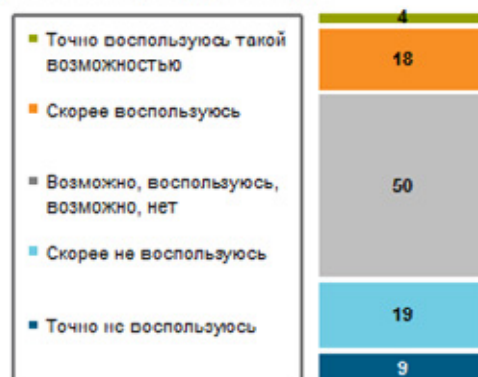 4
Точно воспользуюсь такой
возможностью
18
Скорее воспользуюсь
Возможно, воспользуюсь,
возможно, нет
50
Скорее не воспользуюсь
19
Точно не воспользуюсь
9